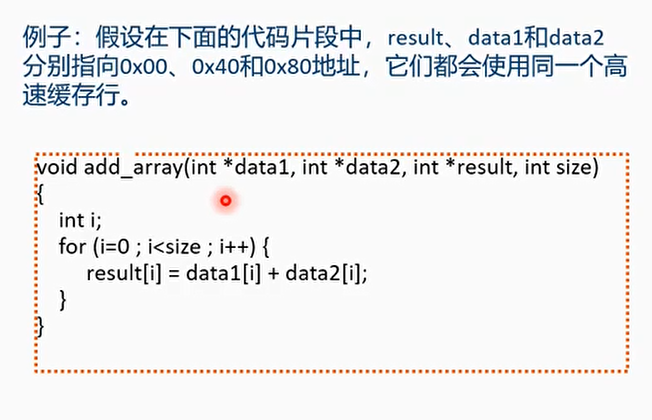 例子：假设在下面的代码片段中，result、data1和data2
分别指向0x00、0x40和0x80地址，它们都会使用同一个高
速缓存行。
void add_array(int *data1, int *data2, int *result, int size)
{
int i;
for (i=0 ; i<size ; i++) {
result[i] = data1[i] + data2[i];
}
}